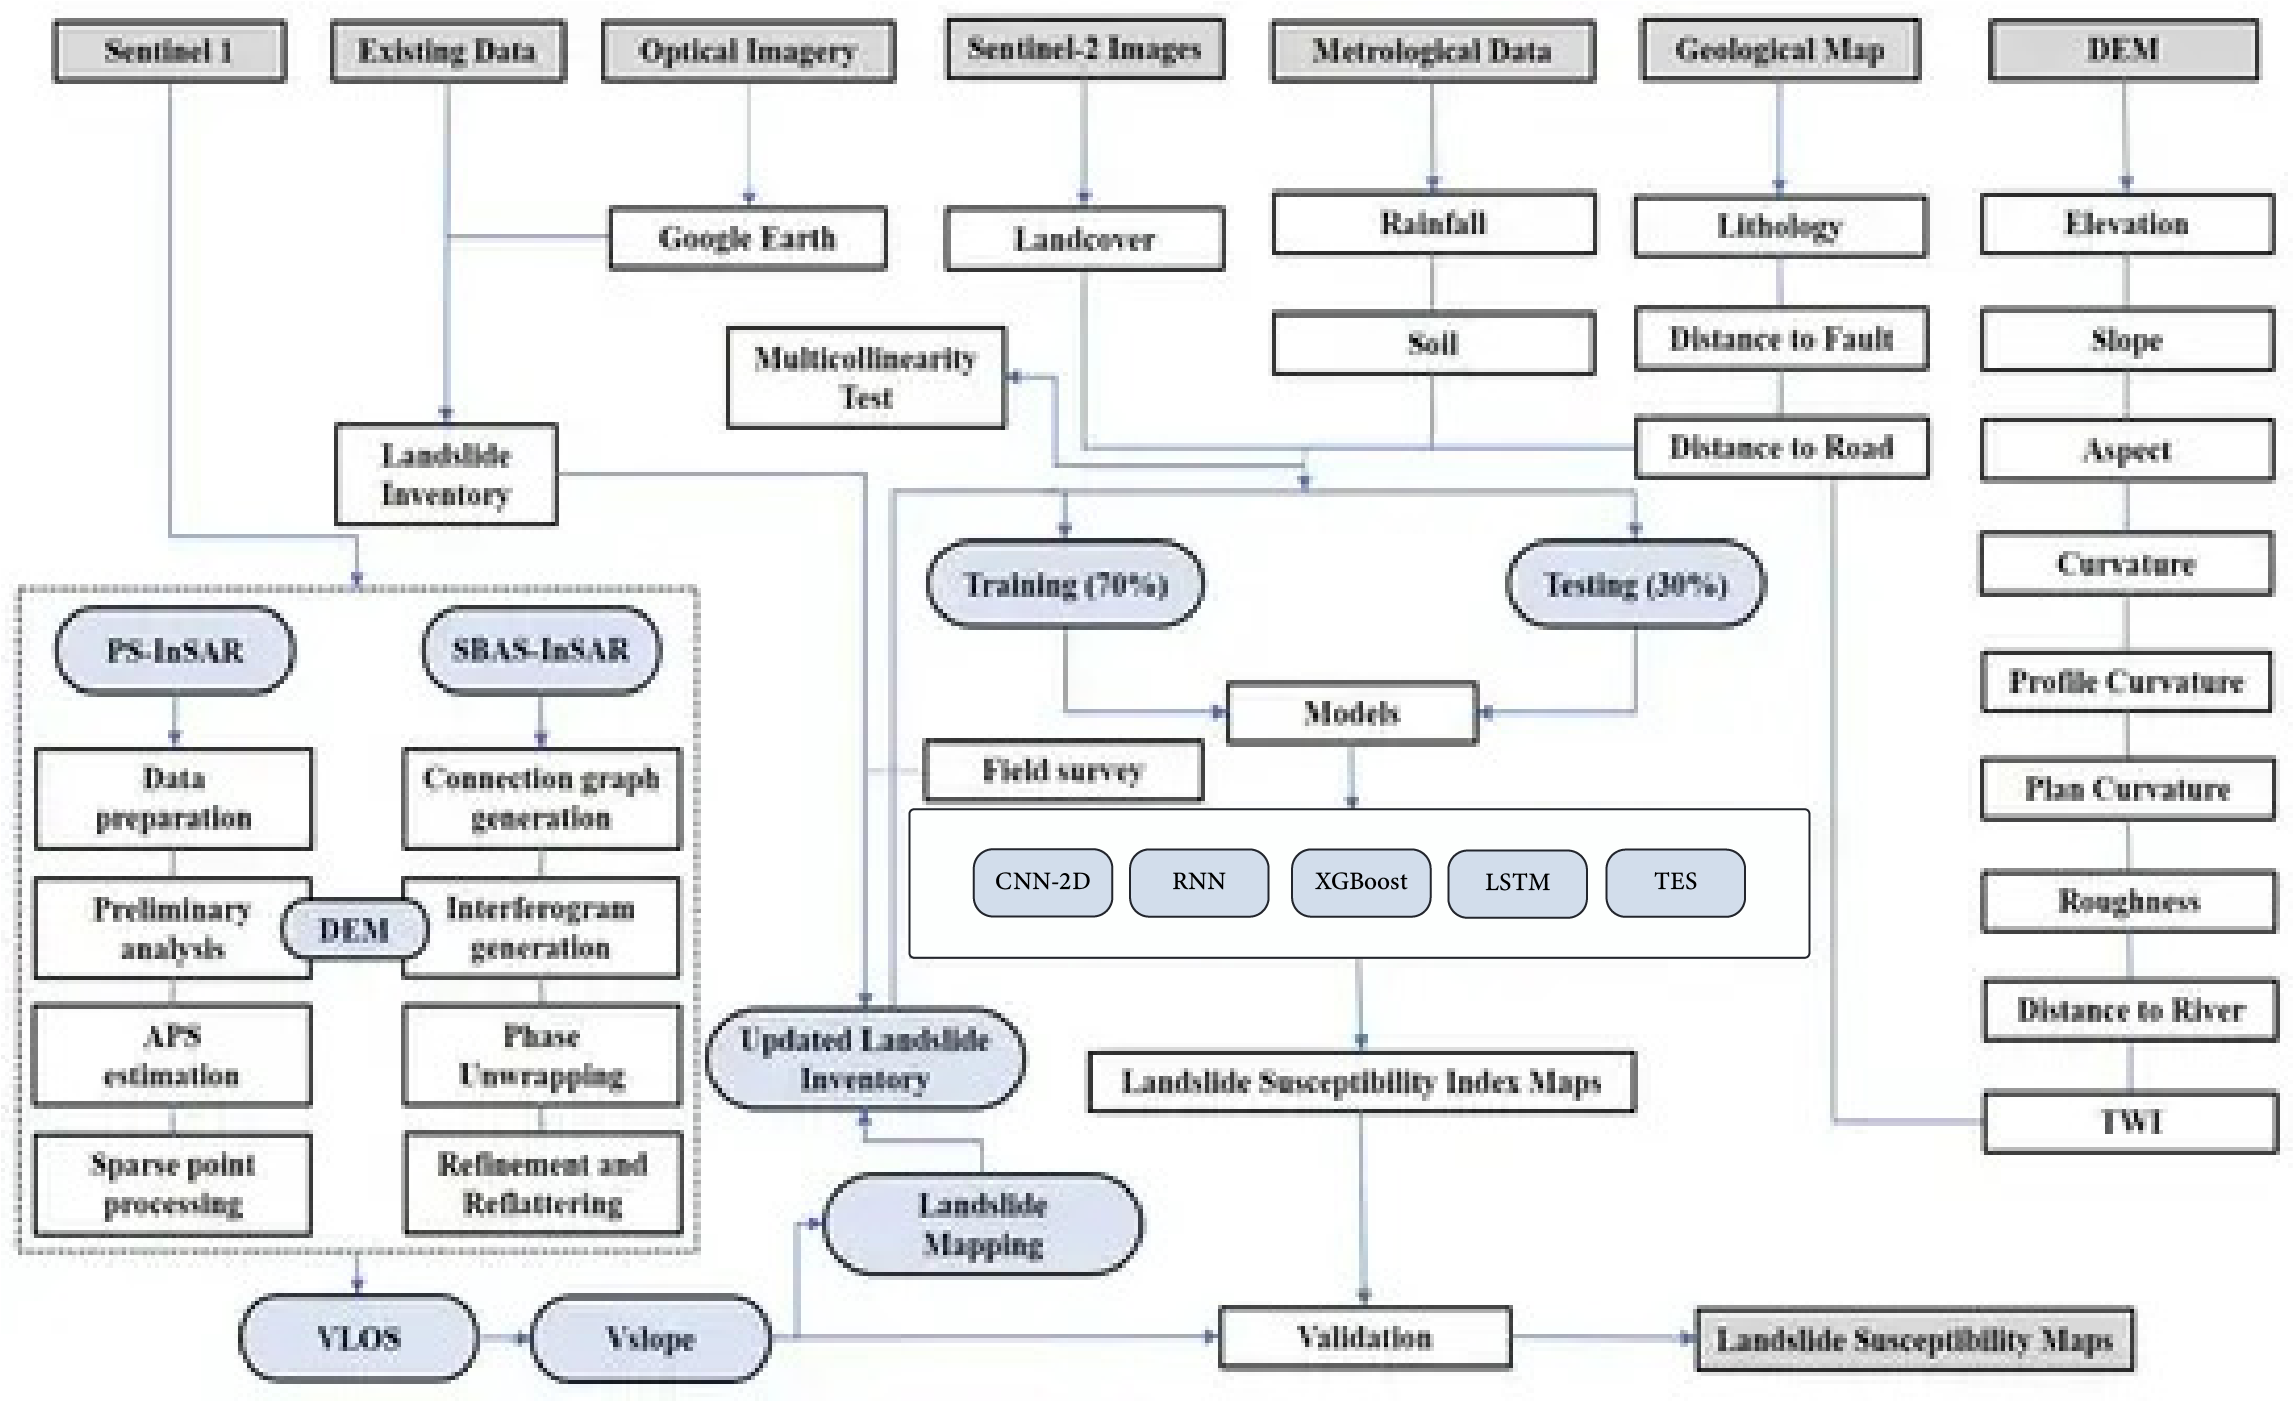 Sentinel 1
Existing Data
Optical Imagery
Sentinel-2 Images
Metrological Data
Geological Map
DEM
Google Earth
Landcover
Rainfall
Lithology
Elevation
Multicollinearity
Test
Soil
Distance to Fault
Slope
Landslide
Inventory
Distance to Road
Aspect
Training (70%)
Testing (30%)
Curvature
PS-InSAR
SBAS-InSAR
Models
Profile Curvature
Data
preparation
Connection graph
generation
Field survey
Plan Curvature
CNN-2D
RNN
XGBoost
LSTM
TES
Preliminary
analysis
DEM
Interferogram
generation
Roughness
APS
estimation
Phase
Unwrapping
Updated Landslide
Inventory
Landslide Susceptibility Index Maps
Distance to River
TWI
Sparse point
processing
Refinement and
Reflattering
Landslide
Mapping
VLOS
Vslope
Validation
Landslide Susceptibility Maps